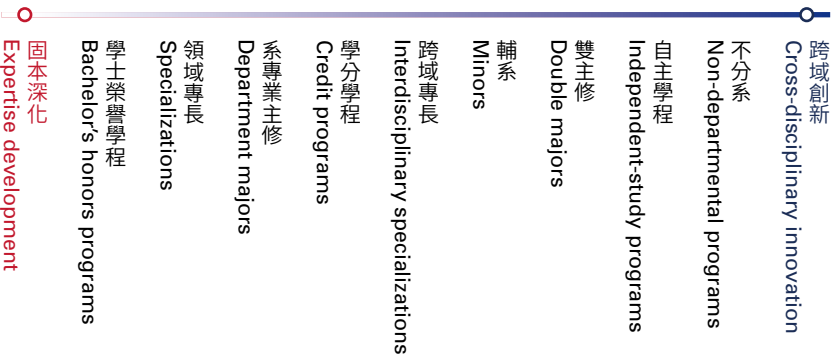 固本深化
Expertise development
學士榮譽學程
Bachelor's honors programs
領域專長
Specializations
系專業主修
Department majors
學分學程
Credit programs
跨域專長
Interdisciplinary specializations
輔系
Minors
雙主修
Double majors
自主學程
Independent-study programs
不分系
Non-departmental programs
跨域創新
Cross-disciplinary innovation